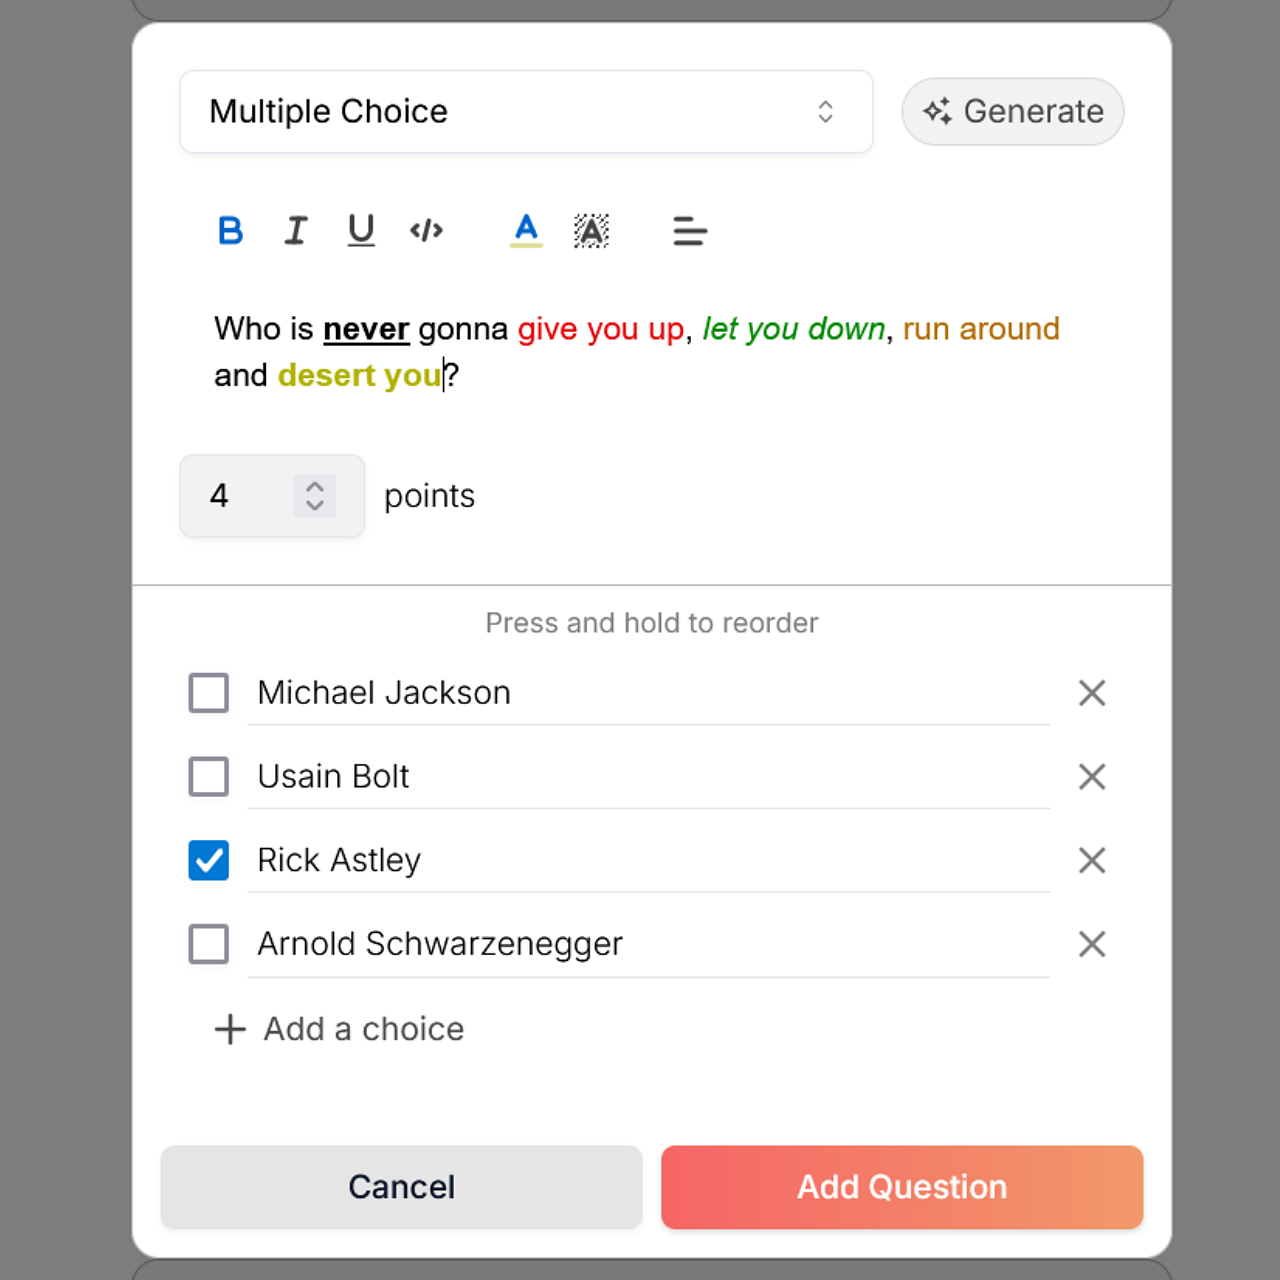 Multiple Choice
Generate
B I U </> A A
Who is never gonna give you up, let you down, run around
and desert you?
4 points
Press and hold to reorder
Michael Jackson
Usain Bolt
Rick Astley
Arnold Schwarzenegger
+ Add a choice
Cancel
Add Question